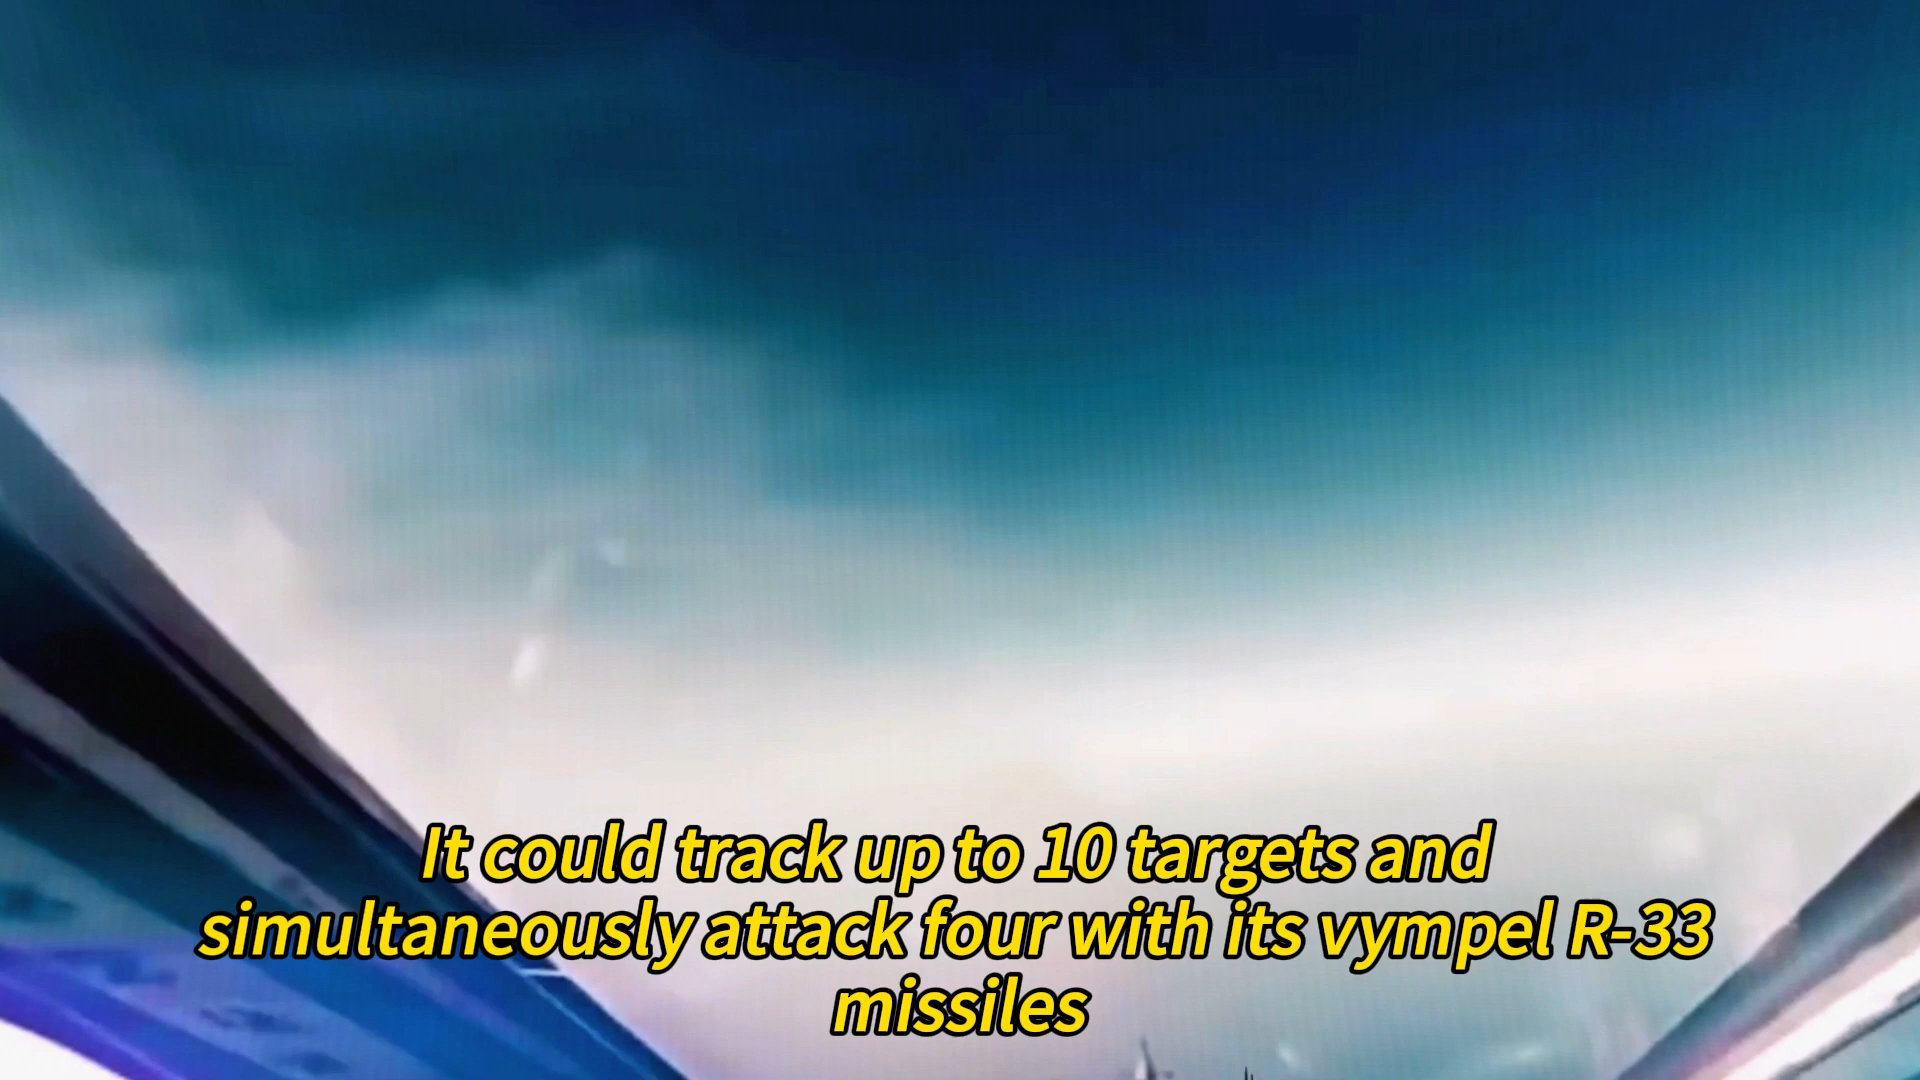 It could track up to 10 targets and
simultaneously attack four with its vympel R-33
missiles